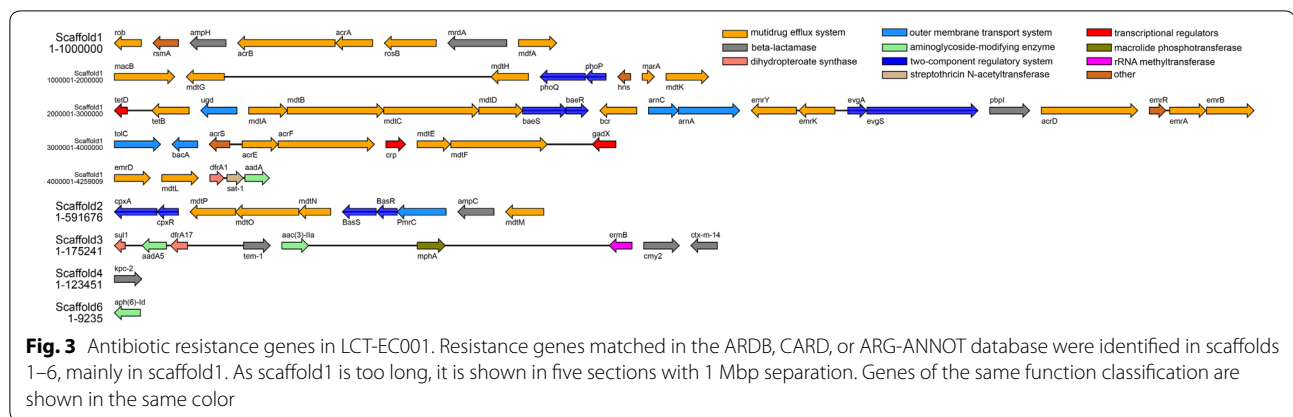 rob ampH acrA mrdA
Scaffold1
1-1000000
rsmA acrB rosB mdfA
mutidrug efflux system outer membrane transport system transcriptional regulators
beta-lactamase aminoglycoside-modifying enzyme macrolide phosphotransferase
dihydropteroate synthase two-component regulatory system rRNA methyltransferase
streptothricin N-acetyltransferase other
macB mdtH phoP marA
Scaffold1
1000001-2000000
mdtG phoQ hns mdtK
tetD ugd mdtB mdtD baeR arnC emrY evgA pbpI emrR emrB
Scaffold1
2000001-3000000
tetB mdtA mdtC baeS bcr arnA emrK evgS acrD emrA
tolC acrS acrF mdtE gadX
Scaffold1
3000001-4000000
bacA acrE crp mdtF
emrD dfrA1 aadA
Scaffold1
4000001-4259009
mdtL sat-1
cpxA mdtP mdtN BasR ampC
Scaffold2
1-591676
cpxR mdtO BasS PmrC mdtM
sul1 dfrA17 aac(3)-IIa ermB ctx-m-14
Scaffold3
1-175241
aadA5 tem-1 mphA cmy2
kpc-2
Scaffold4
1-123451
aph(6)-Id
Scaffold6
1-9235
Fig. 3 Antibiotic resistance genes in LCT-EC001. Resistance genes matched in the ARDB, CARD, or ARG-ANNOT database were identified in scaffolds
1–6, mainly in scaffold1. As scaffold1 is too long, it is shown in five sections with 1 Mbp separation. Genes of the same function classification are
shown in the same color